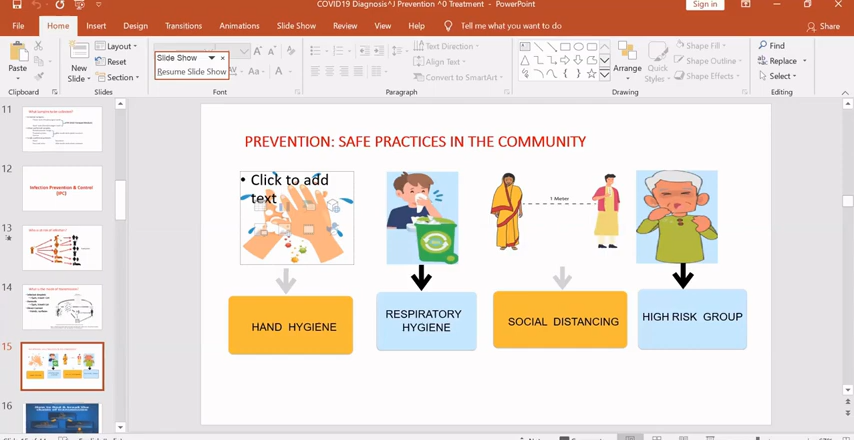 COVID19 Diagnosis^J Prevention ^0 Treatment - PowerPoint
Sign in
File
Home
Insert
Design
Transitions
Animations
Slide Show
Review
View
Help
Tell me what you want to do
Share
Paste
New
Slide
Layout
Reset
Section
Slide Show
Resume Slide Show
Aa
A
Text Direction
Align Text
Convert to SmartArt
Arrange
Quick
Styles
Shape Fill
Shape Outline
Shape Effects
Find
Replace
Select
Clipboard
Slides
Font
Paragraph
Drawing
Editing
11
12
Infection Prevention & Control
13
14
15
16
PREVENTION: SAFE PRACTICES IN THE COMMUNITY
• Click to add
text
1 Meter
HAND HYGIENE
RESPIRATORY
HYGIENE
SOCIAL DISTANCING
HIGH RISK GROUP